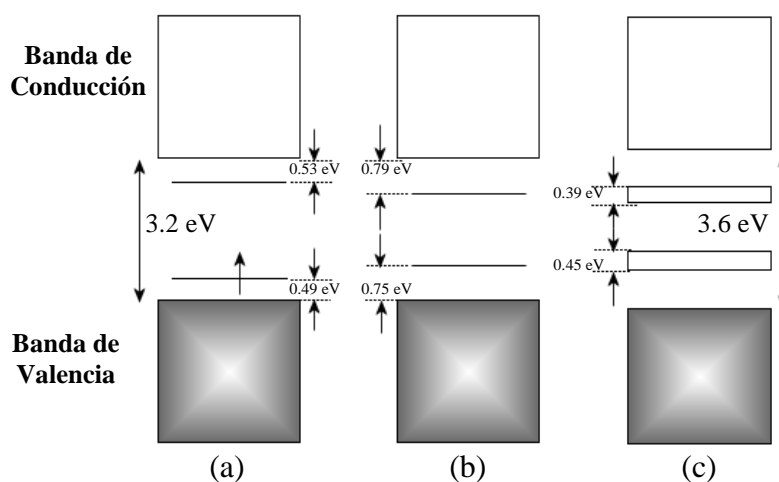 Banda de
Conducción
0.53 eV
0.79 eV
3.2 eV
0.39 eV
3.6 eV
0.45 eV
0.49 eV
0.75 eV
Banda de
Valencia
(a)
(b)
(c)